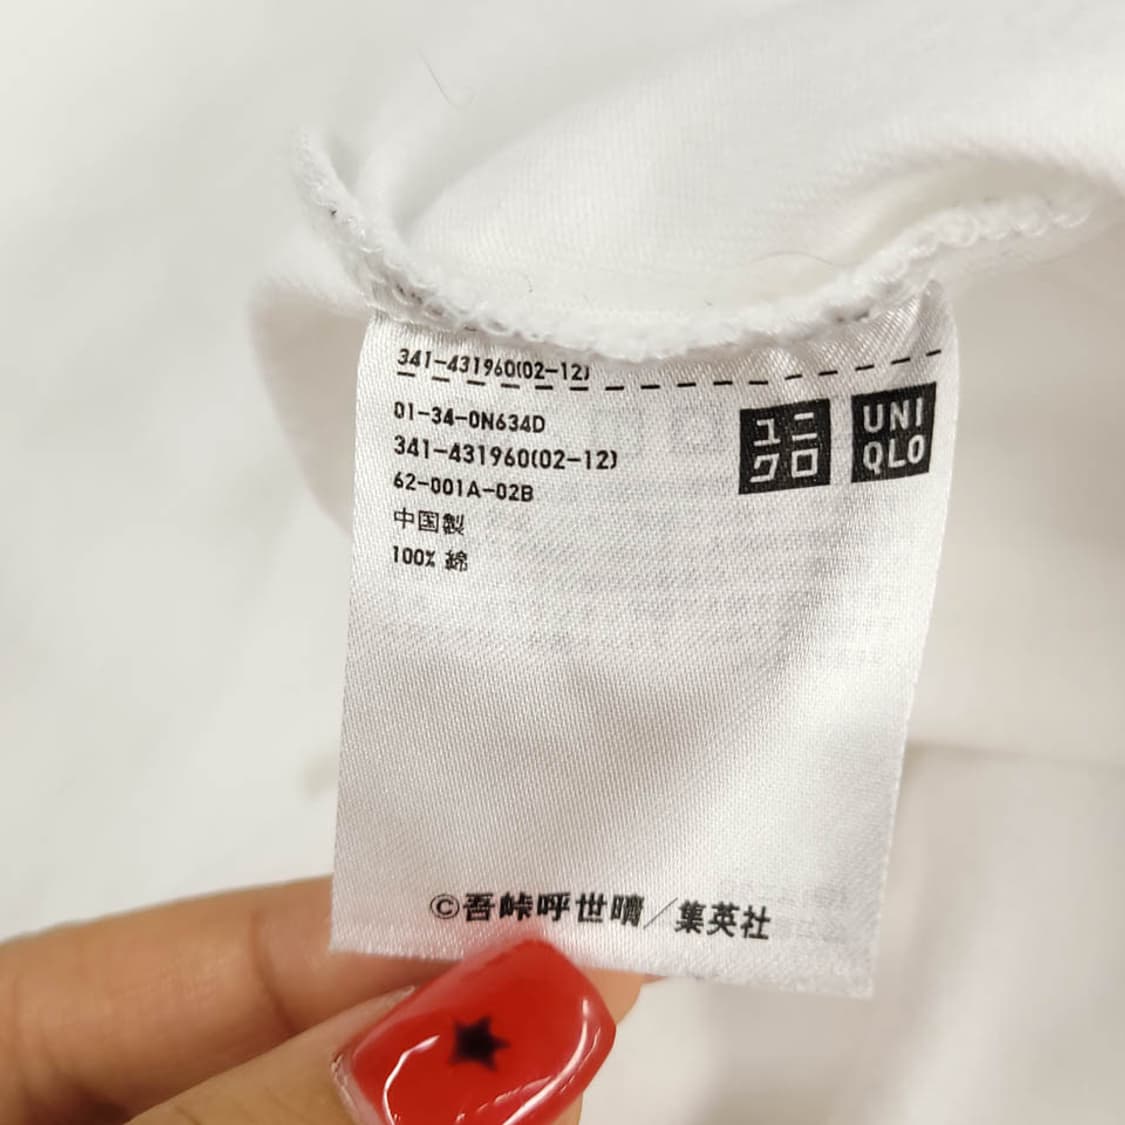 341-431960(02-12)
01-34-0N634D
341-431960(02-12)
62-001A-02B
中国製
100% 綿
ユニ
クロ
UNI
QLO
©吾峠呼世晴／集英社